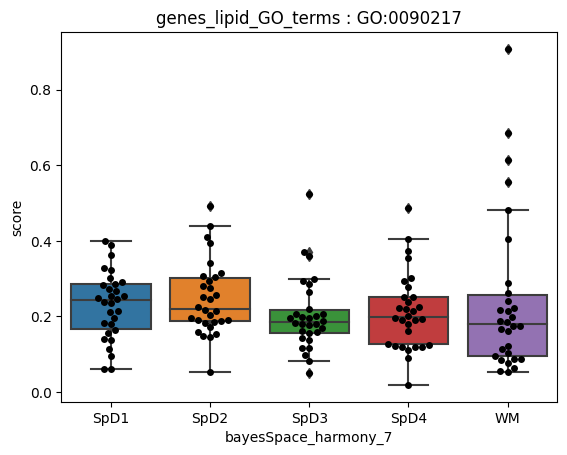 genes_lipid_GO_terms : GO:0090217
score
0.8
0.6
0.4
0.2
0.0
SpD1 SpD2 SpD3 SpD4 WM
bayesSpace_harmony_7